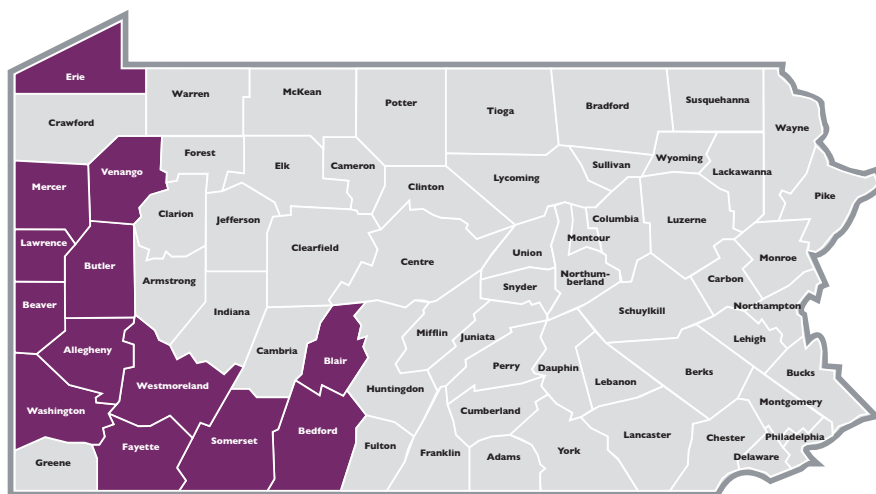 Erie
Warren
McKean
Potter
Tioga
Bradford
Susquehanna
Wayne
Crawford
Forest
Elk
Cameron
Clinton
Lycoming
Sullivan
Wyoming
Lackawanna
Pike
Venango
Mercer
Clarion
Jefferson
Clearfield
Centre
Union
Montour
Columbia
Luzerne
Monroe
Lawrence
Butler
Armstrong
Indiana
Snyder
Northum-
berland
Carbon
Northampton
Beaver
Allegheny
Cambria
Blair
Mifflin
Juniata
Schuylkill
Lehigh
Westmoreland
Huntingdon
Perry
Dauphin
Lebanon
Berks
Bucks
Montgomery
Washington
Cumberland
Philadelphia
Greene
Fayette
Somerset
Bedford
Fulton
Franklin
Adams
York
Lancaster
Chester
Delaware